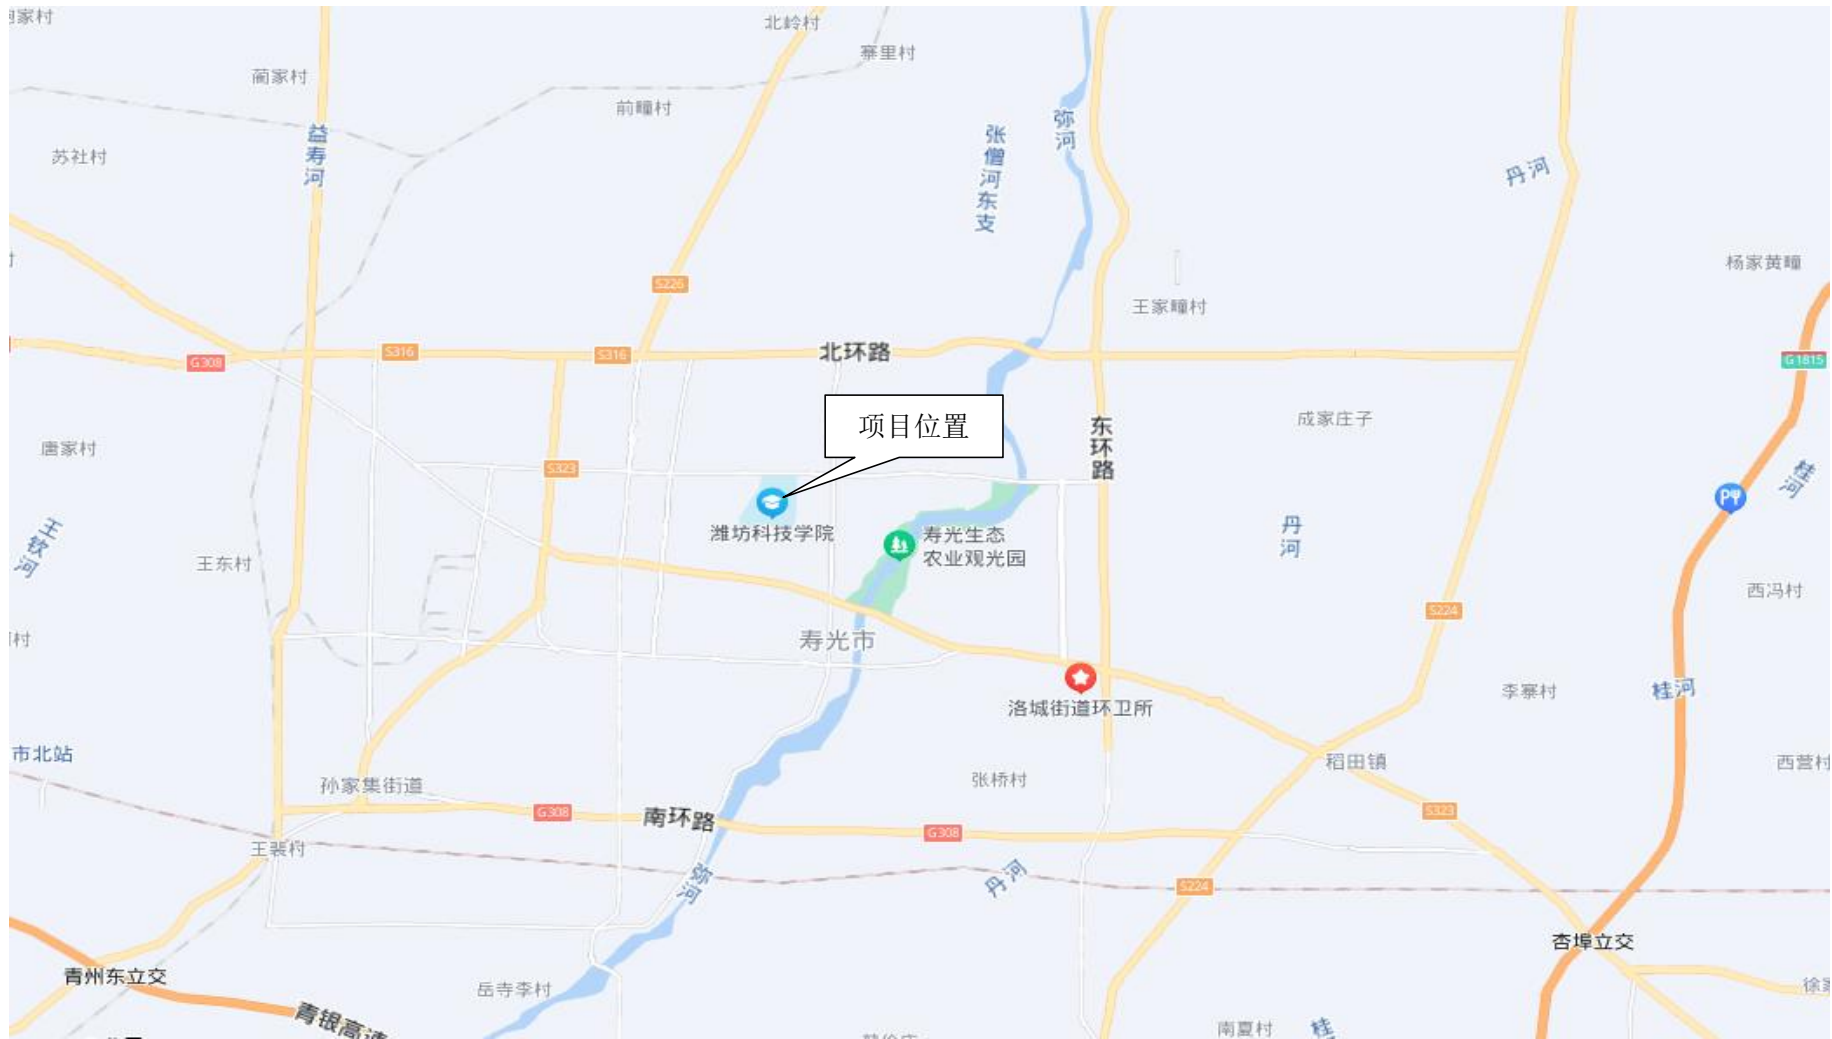 北岭村
寨里村
蔺家村
前疃村
弥河
张僧河东支
益寿河
苏社村
丹河
杨家黄疃
S226
王家疃村
北环路
S316
S316
G308
G1815
项目位置
成家庄子
东环路
唐家村
S323
桂河
潍坊科技学院
寿光生态
农业观光园
丹河
王钦河
王东村
西冯村
S224
寿光市
洛城街道环卫所
李寨村
桂河
市北站
稻田镇
西营村
孙家集街道
张桥村
G308
南环路
S323
G308
王裴村
弥河
丹河
S224
杏埠立交
青州东立交
岳寺李村
青银高速
南夏村
桂